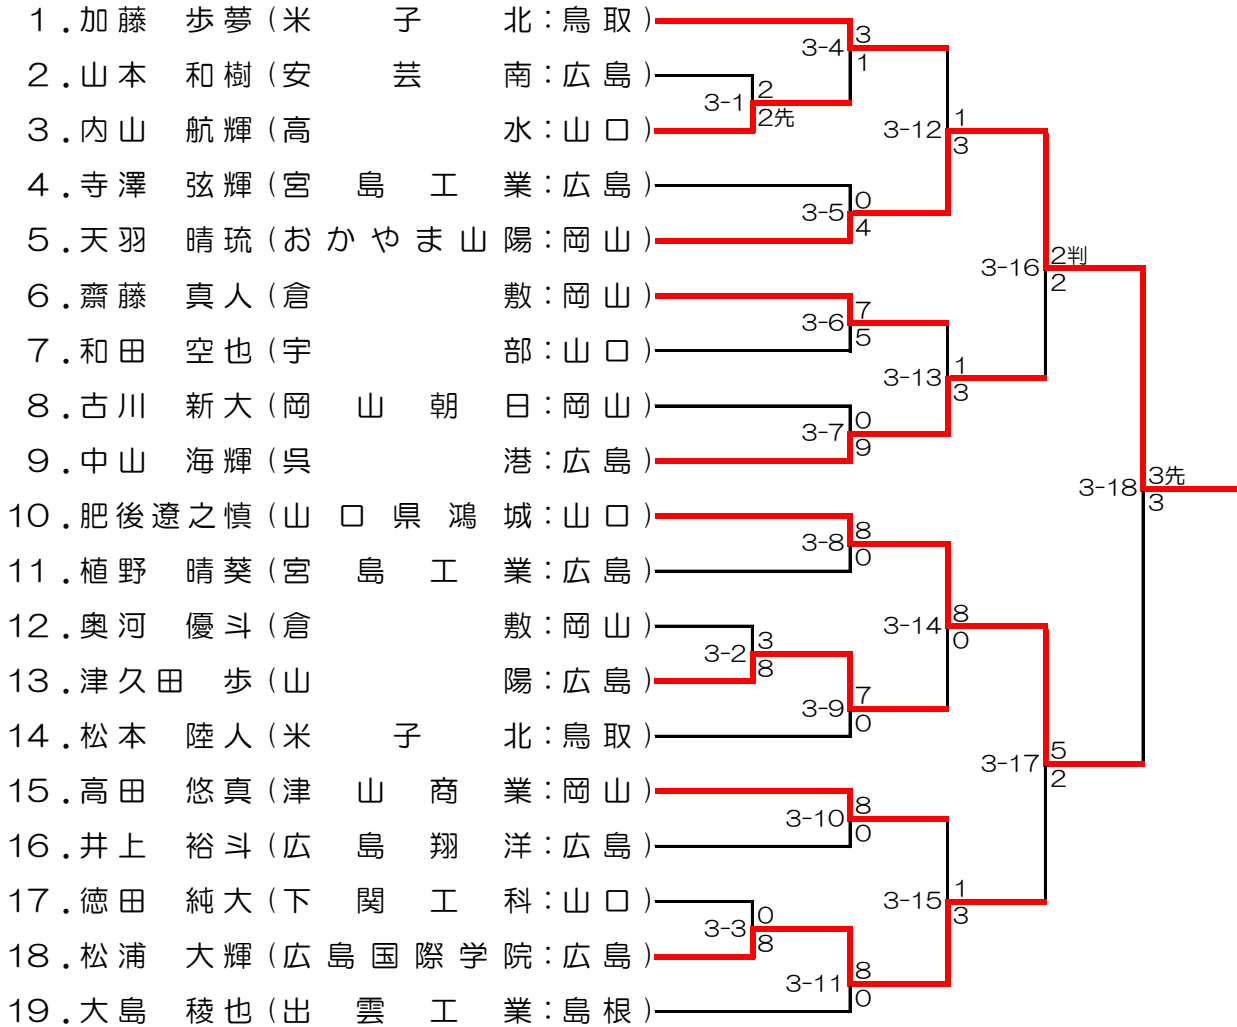 1.加藤 歩夢(米子北:鳥取)
2.山本 和樹(安芸南:広島)
3.内山 航輝(高水:山口)
4.寺澤 弦輝(宮島工業:広島)
5.天羽 晴琉(おかやま山陽:岡山)
6.齋藤 真人(倉敷:岡山)
7.和田 空也(宇部:山口)
8.古川 新大(岡山朝日:岡山)
9.中山 海輝(呉港:広島)
10.肥後遼之慎(山口県鴻城:山口)
11.植野 晴葵(宮島工業:広島)
12.奥河 優斗(倉敷:岡山)
13.津久田 歩(山陽:広島)
14.松本 陸人(米子北:鳥取)
15.高田 悠真(津山商業:岡山)
16.井上 裕斗(広島翔洋:広島)
17.徳田 純大(下関工科:山口)
18.松浦 大輝(広島国際学院:広島)
19.大島 稜也(出雲工業:島根)
3-1 2 2先
3-2 3 8
3-3 0 8
3-4 3 1
3-5 0 4
3-6 7 5
3-7 0 9
3-8 8 0
3-9 7 0
3-10 8 0
3-11 8 0
3-12 1 3
3-13 1 3
3-14 8 0
3-15 1 3
3-16 2判 2
3-17 5 2
3-18 3先 3